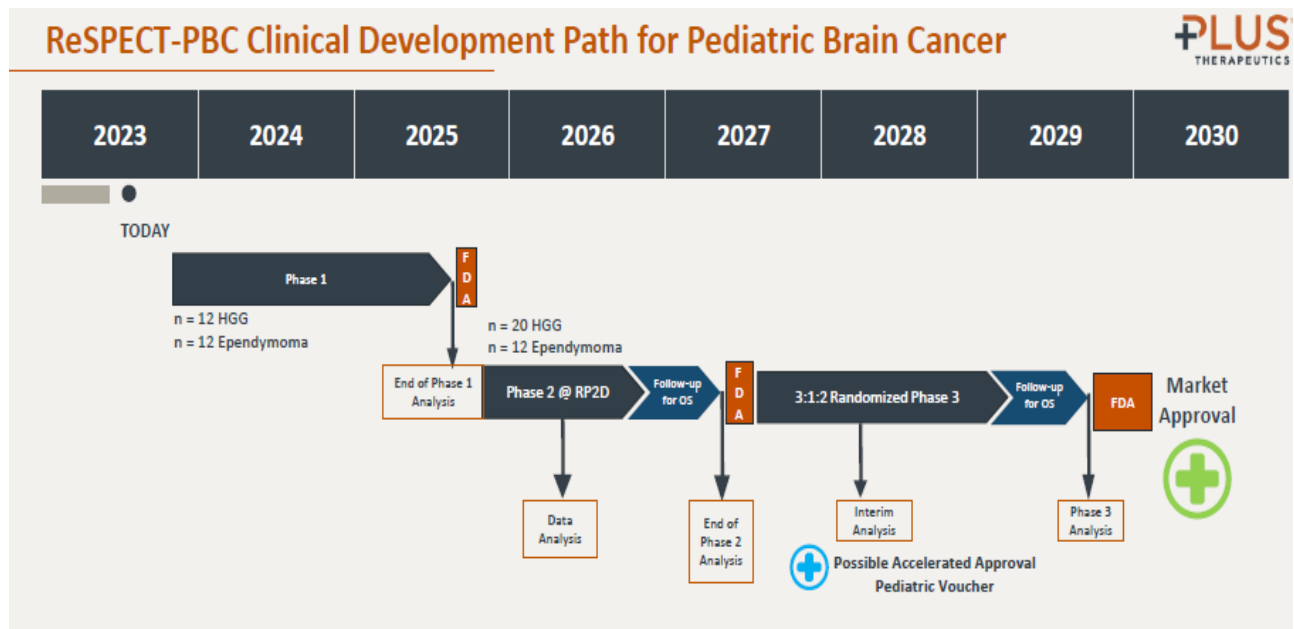 ReSPECT-PBC Clinical Development Path for Pediatric Brain Cancer
PLUS
THERAPEUTICS
2023
2024
2025
2026
2027
2028
2029
2030
TODAY
Phase 1
F
D
A
n = 12 HGG
n = 12 Ependymoma
n = 20 HGG
n = 12 Ependymoma
End of Phase 1
Analysis
Phase 2 @ RP2D
Follow-up
for OS
F
D
A
3:1:2 Randomized Phase 3
Follow-up
for OS
FDA
Market
Approval
Data
Analysis
End of
Phase 2
Analysis
Interim
Analysis
Phase 3
Analysis
Possible Accelerated Approval
Pediatric Voucher